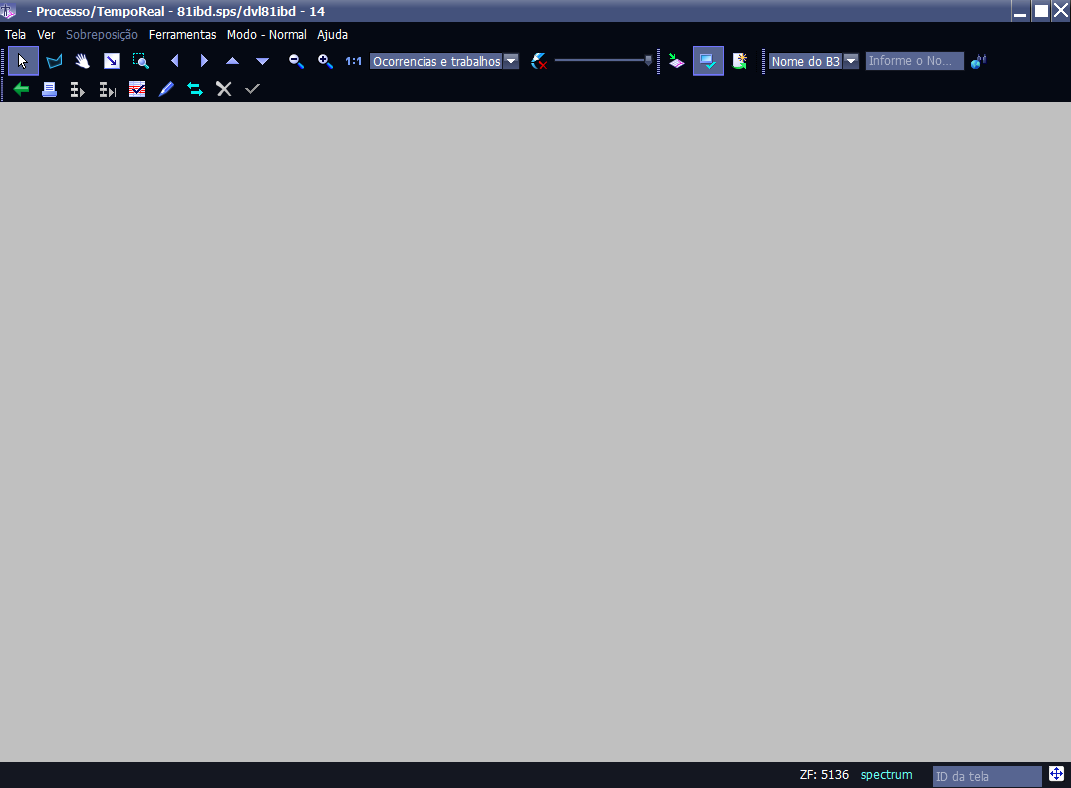 - Processo/TempoReal - 81ibd.sps/dvl81ibd - 14
Tela Ver Sobreposição Ferramentas Modo - Normal Ajuda
1:1 Ocorrencias e trabalhos Nome do B3 Informe o No...
ZF: 5136 spectrum ID da tela